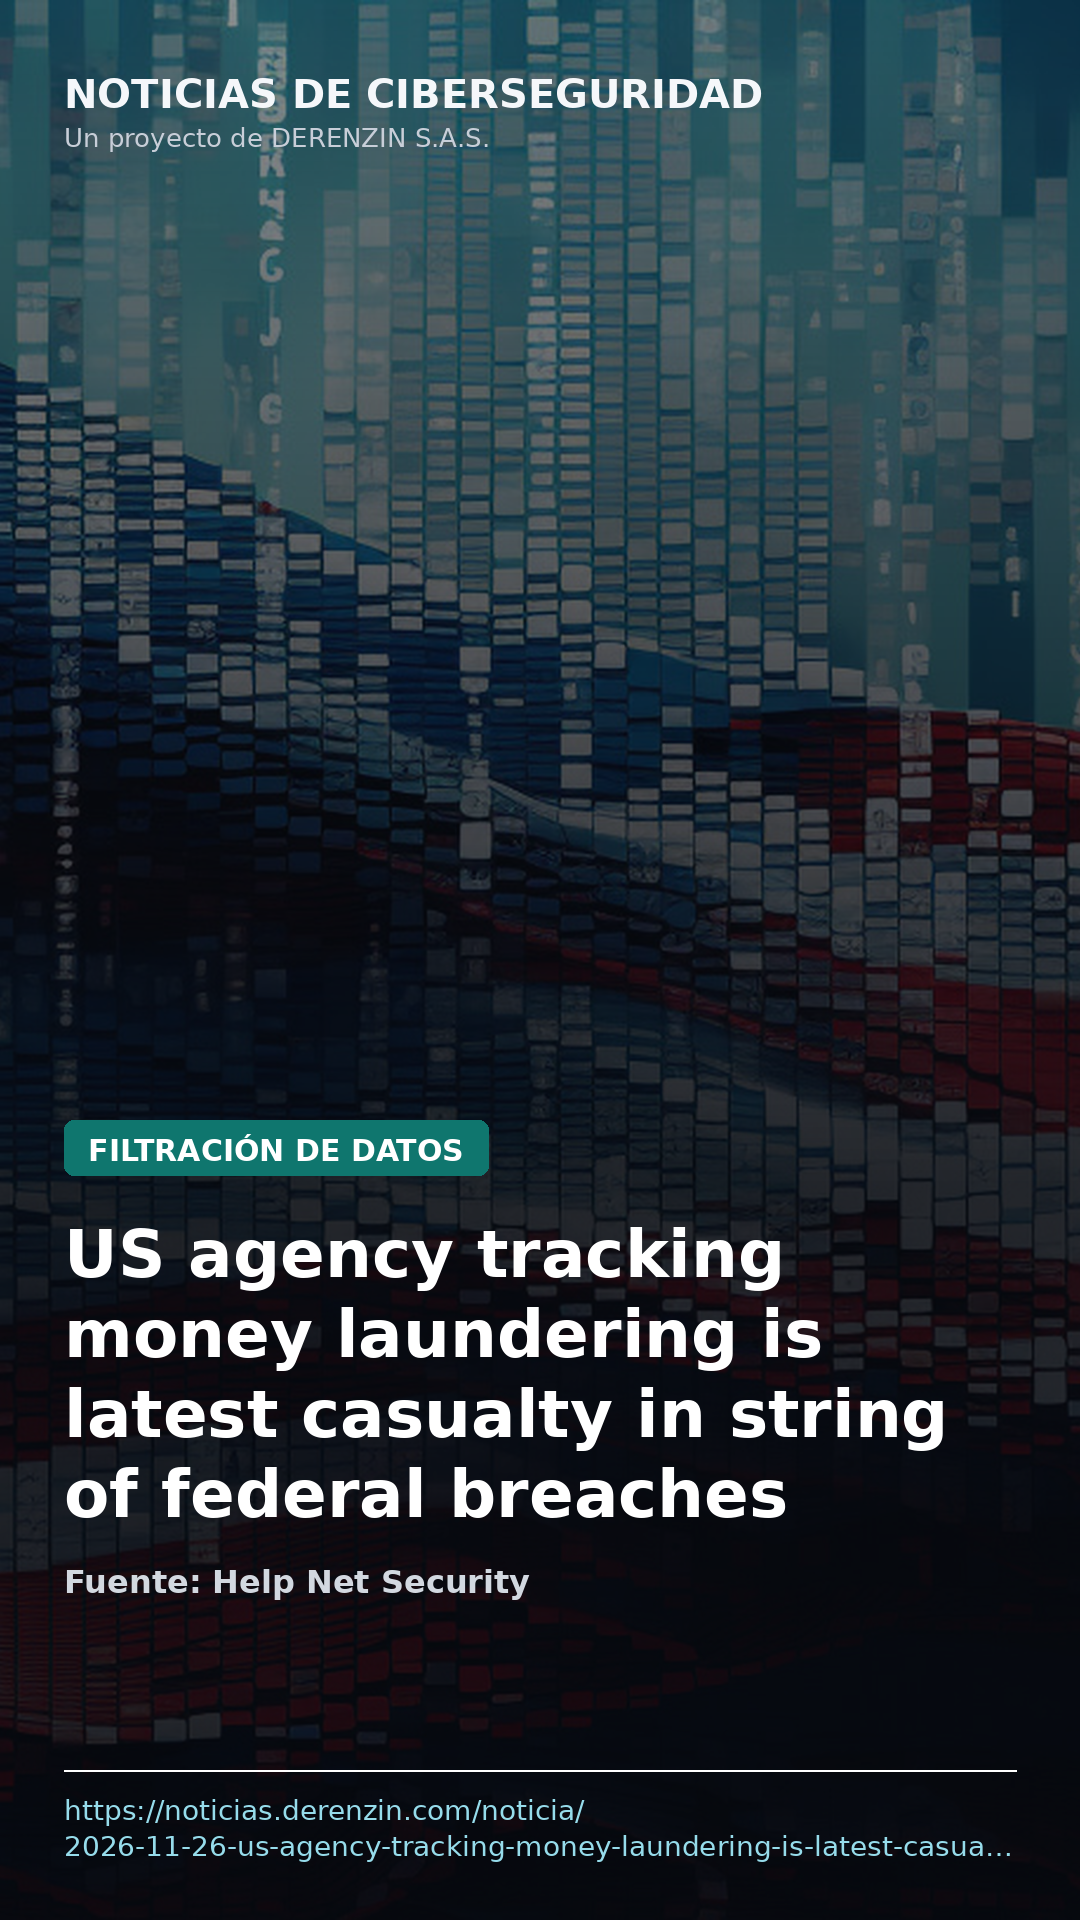 NOTICIAS DE CIBERSEGURIDAD
Un proyecto de DERENZIN S.A.S.
FILTRACIÓN DE DATOS
US agency tracking
money laundering is
latest casualty in string
of federal breaches
Fuente: Help Net Security
https://noticias.derenzin.com/noticia/
2026-11-26-us-agency-tracking-money-laundering-is-latest-casua...